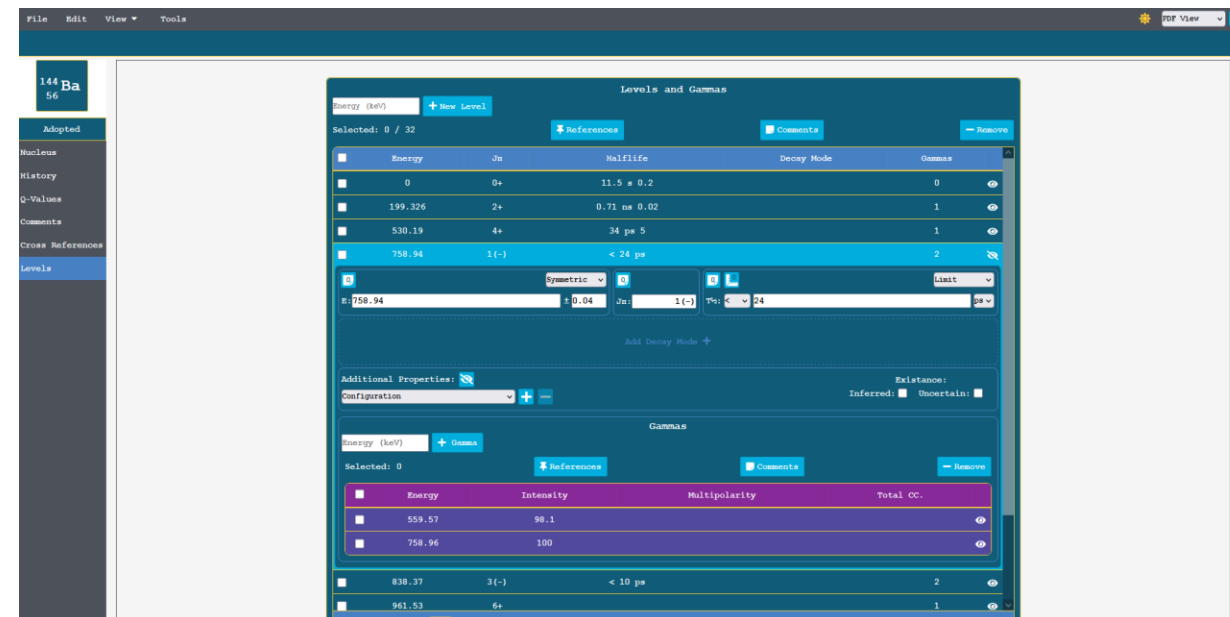 File Edit View ▾ Tools PDF View
144 Ba
56
Adopted
Nucleus
History
Q-Values
Comments
Cross References
Levels
Levels and Gammas
Energy (keV) + New Level
Selected: 0 / 32 References Comments − Remove
Energy Jπ Halflife Decay Mode Gammas
0 0+ 11.5 s 0.2 0
199.326 2+ 0.71 ns 0.02 1
530.19 4+ 34 ps 5 1
758.94 1(-) < 24 ps 2
Q Symmetric Q Q Limit
E: 758.94 ± 0.04 Jπ: 1(-) T½: < 24 ps
Add Decay Mode +
Additional Properties: Existance:
Configuration + − Inferred: Uncertain:
Gammas
Energy (keV) + Gamma
Selected: 0 References Comments − Remove
Energy Intensity Multipolarity Total CC.
559.57 98.1
758.96 100
838.37 3(-) < 10 ps 2
961.53 6+ 1